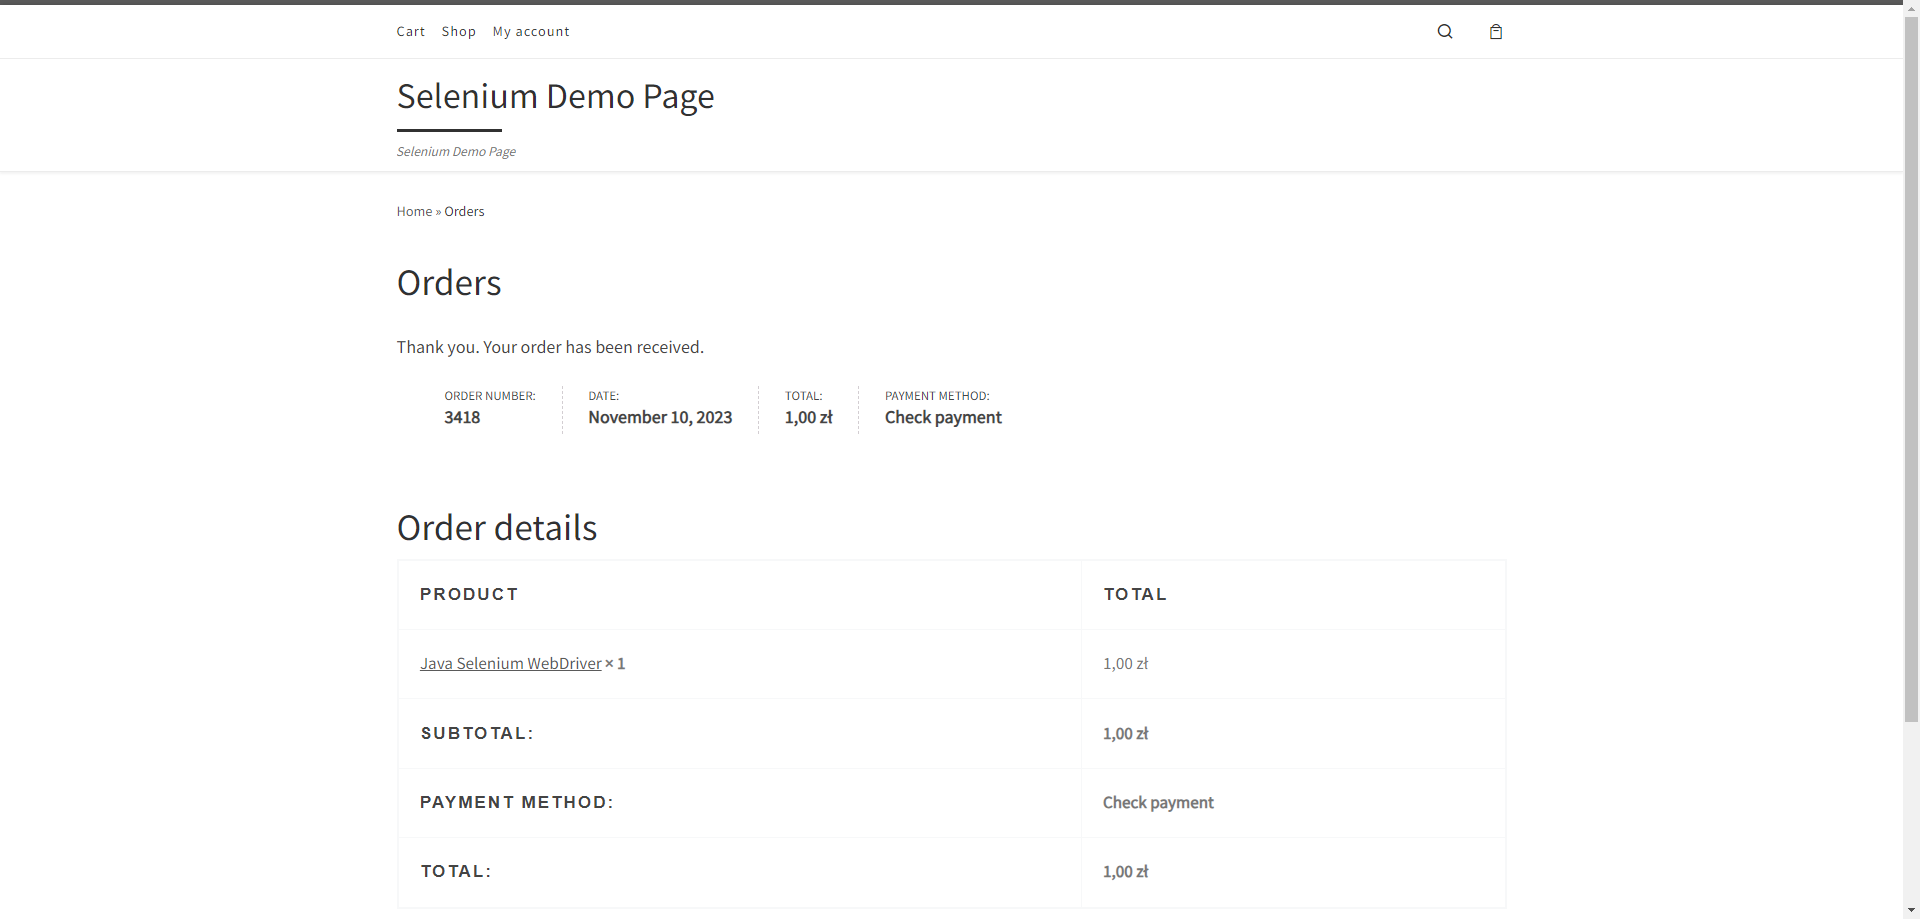 Cart Shop My account
Selenium Demo Page
Selenium Demo Page
Home » Orders
Orders
Thank you. Your order has been received.
ORDER NUMBER: DATE: TOTAL: PAYMENT METHOD:
3418 November 10, 2023 1,00 zł Check payment
Order details
PRODUCT TOTAL
Java Selenium WebDriver × 1 1,00 zł
SUBTOTAL: 1,00 zł
PAYMENT METHOD: Check payment
TOTAL: 1,00 zł